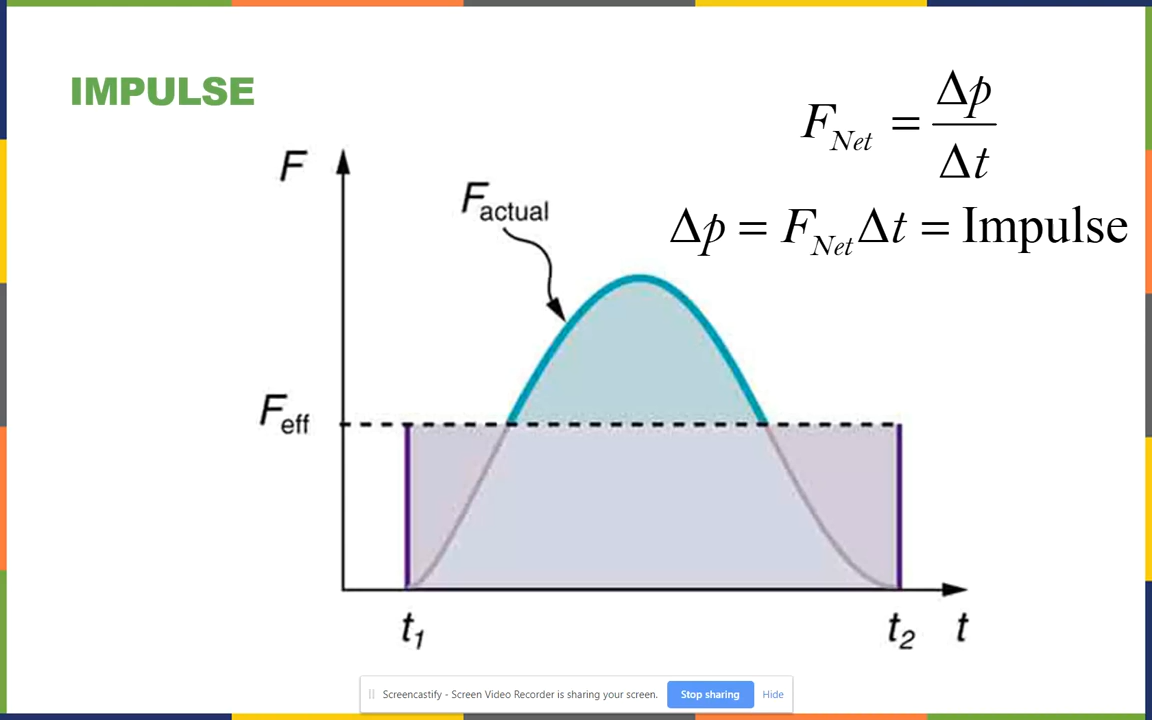 IMPULSE
F_Net = Δp/Δt
F
F_actual
Δp = F_Net Δt = Impulse
F_eff
t_1
t_2
t
Screencastify - Screen Video Recorder is sharing your screen. Stop sharing Hide